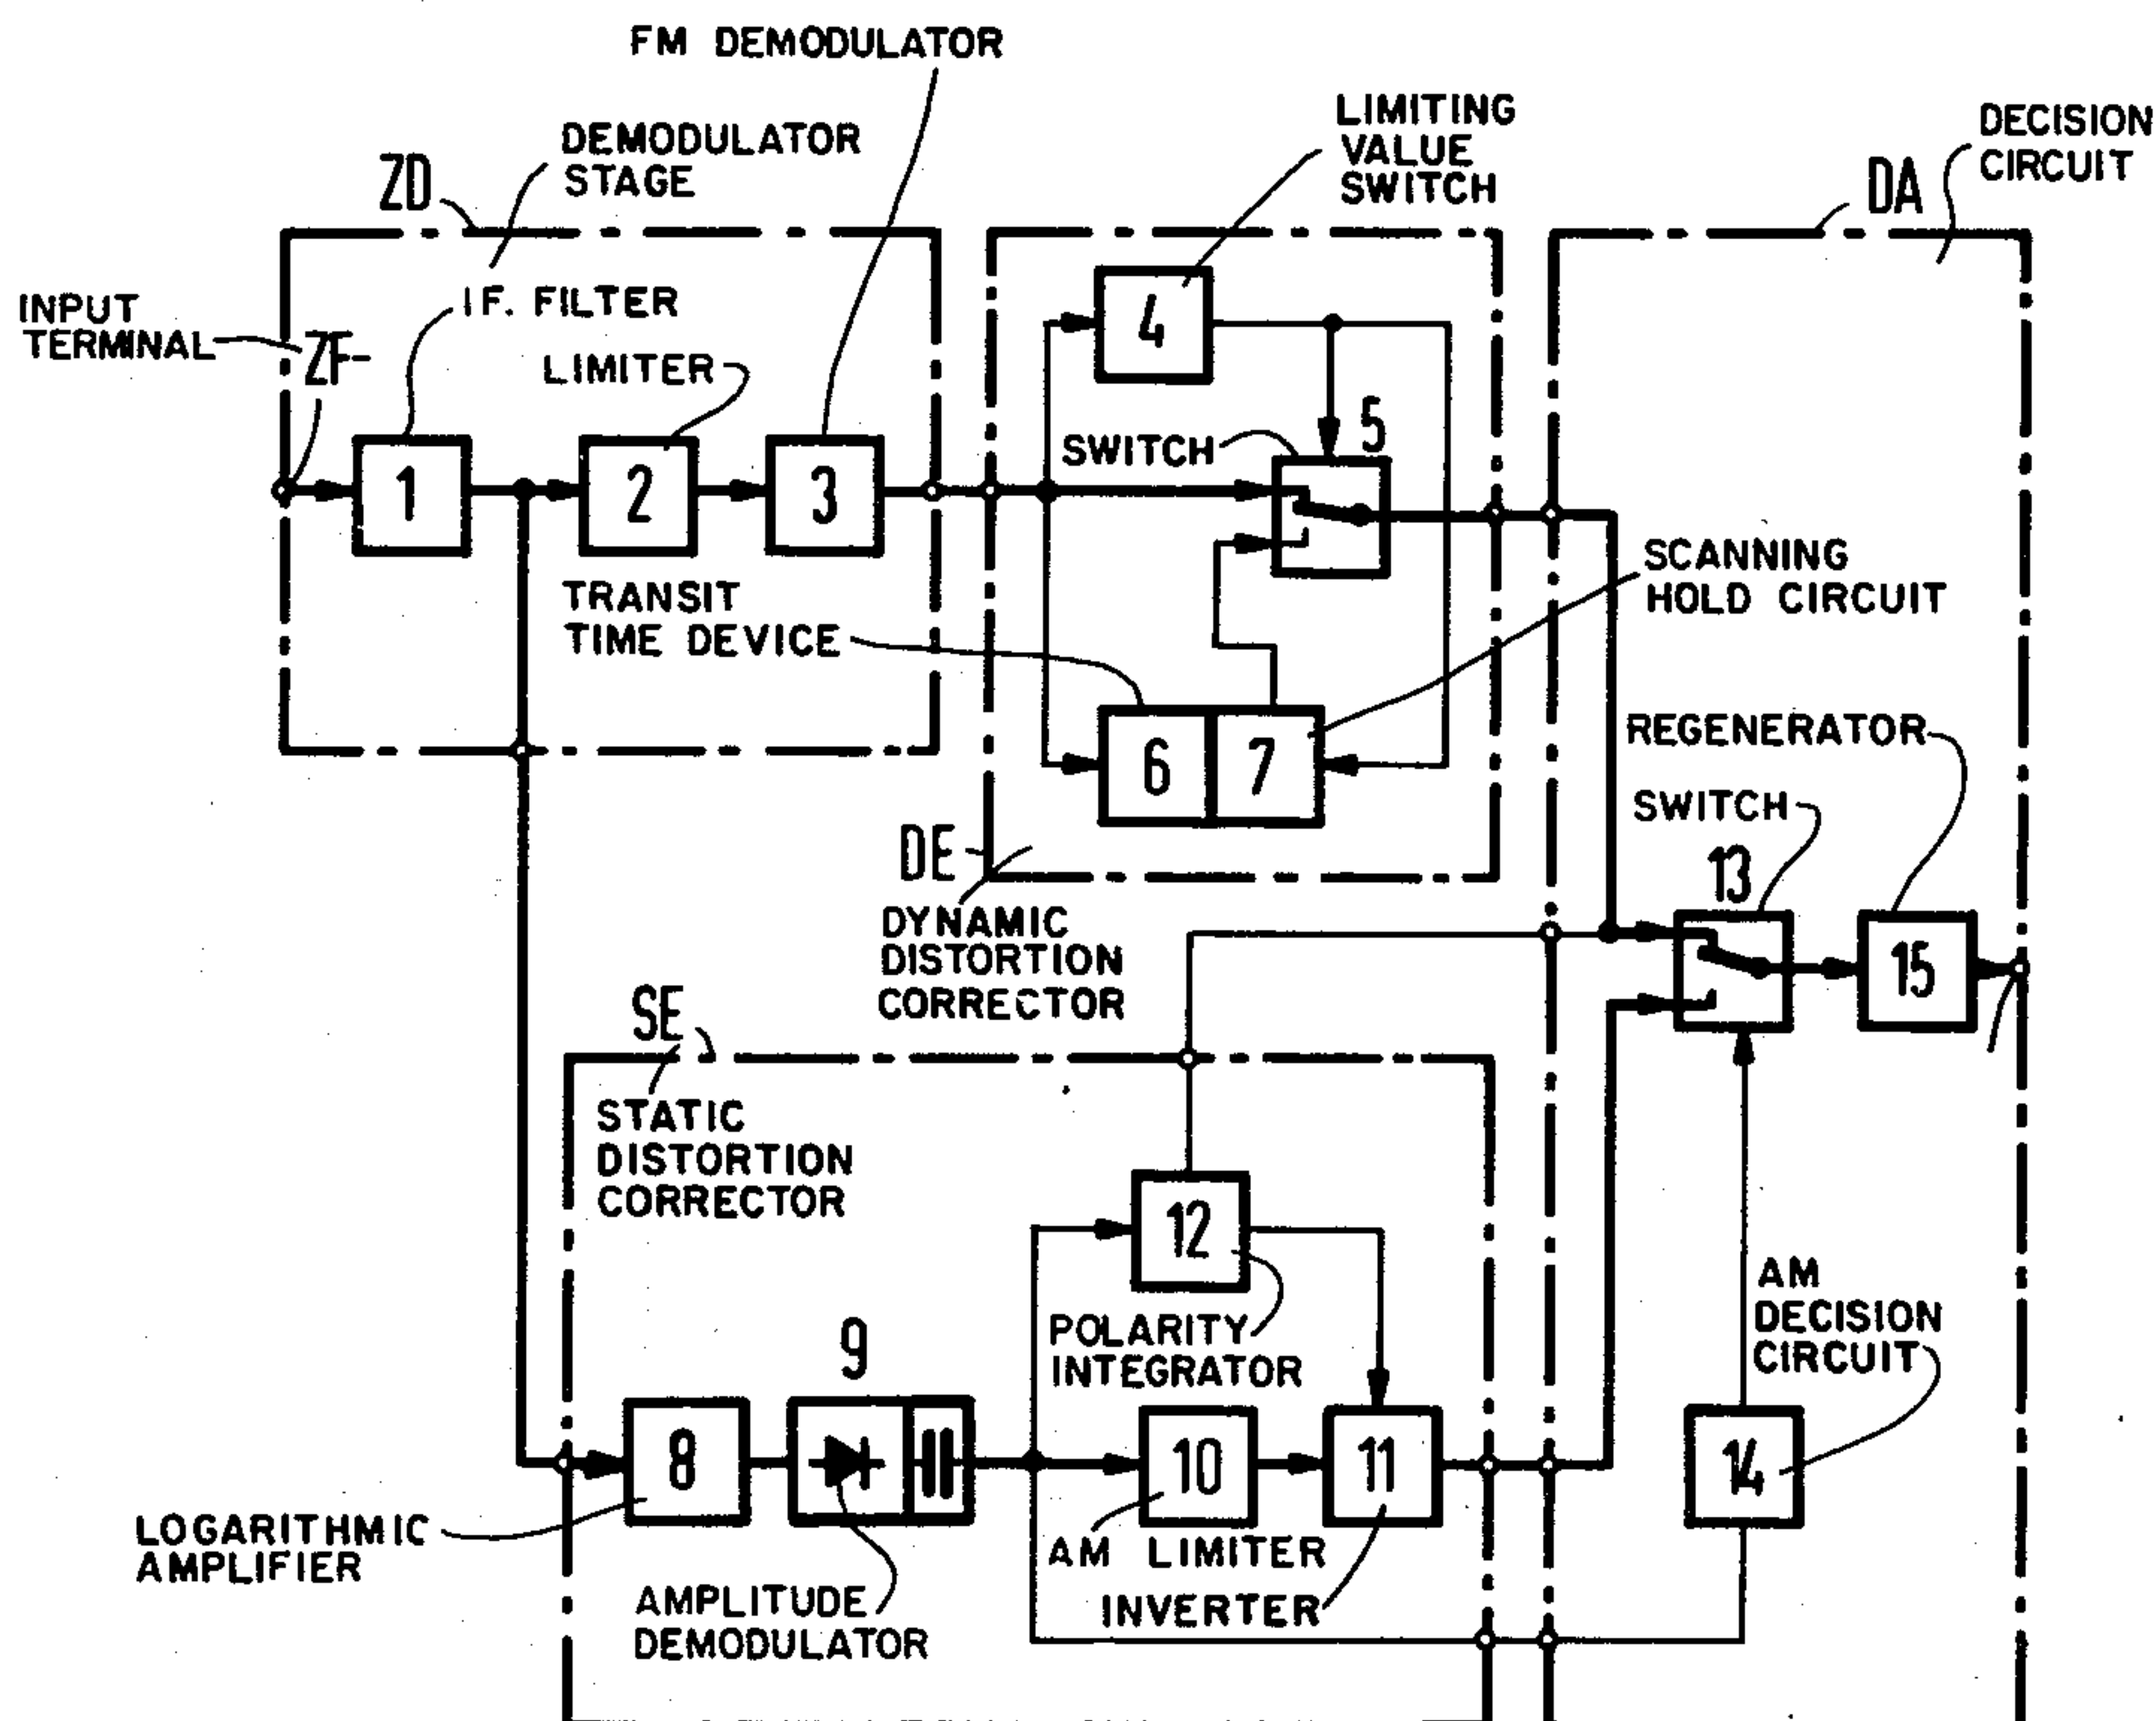 FM DEMODULATOR
LIMITING
VALUE
SWITCH
DECISION
CIRCUIT
DEMODULATOR
STAGE
ZD
DA
INPUT
TERMINAL
ZF-
I F. FILTER
LIMITER
4
5
SWITCH
1
2
3
TRANSIT
TIME DEVICE
SCANNING
HOLD CIRCUIT
6
7
REGENERATOR
SWITCH
13
DE
DYNAMIC
DISTORTION
CORRECTOR
15
SE
STATIC
DISTORTION
CORRECTOR
12
POLARITY
INTEGRATOR
AM
DECISION
CIRCUIT
9
8
10
11
14
LOGARITHMIC
AMPLIFIER
AM LIMITER
INVERTER
AMPLITUDE
DEMODULATOR